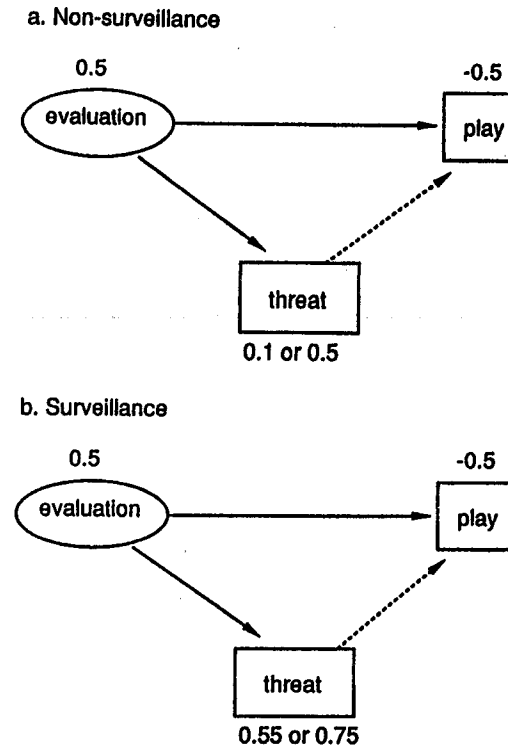 a. Non-surveillance
0.5
-0.5
evaluation
play
threat
0.1 or 0.5
b. Surveillance
0.5
-0.5
evaluation
play
threat
0.55 or 0.75